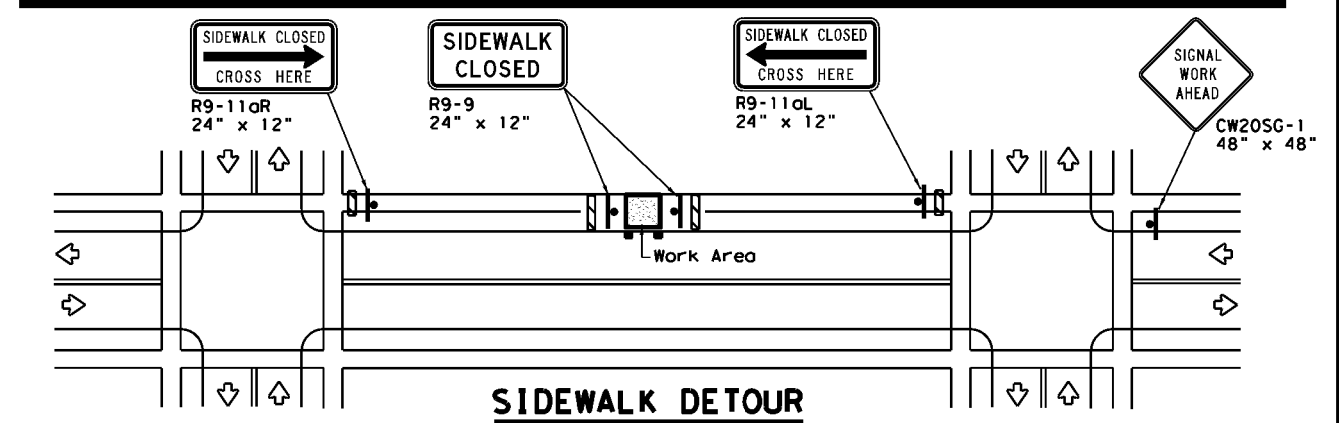 SIDEWALK CLOSED
CROSS HERE
R9-11aR
24" x 12"
SIDEWALK
CLOSED
R9-9
24" x 12"
SIDEWALK CLOSED
CROSS HERE
R9-11aL
24" x 12"
SIGNAL
WORK
AHEAD
CW20SG-1
48" x 48"
Work Area
SIDEWALK DETOUR